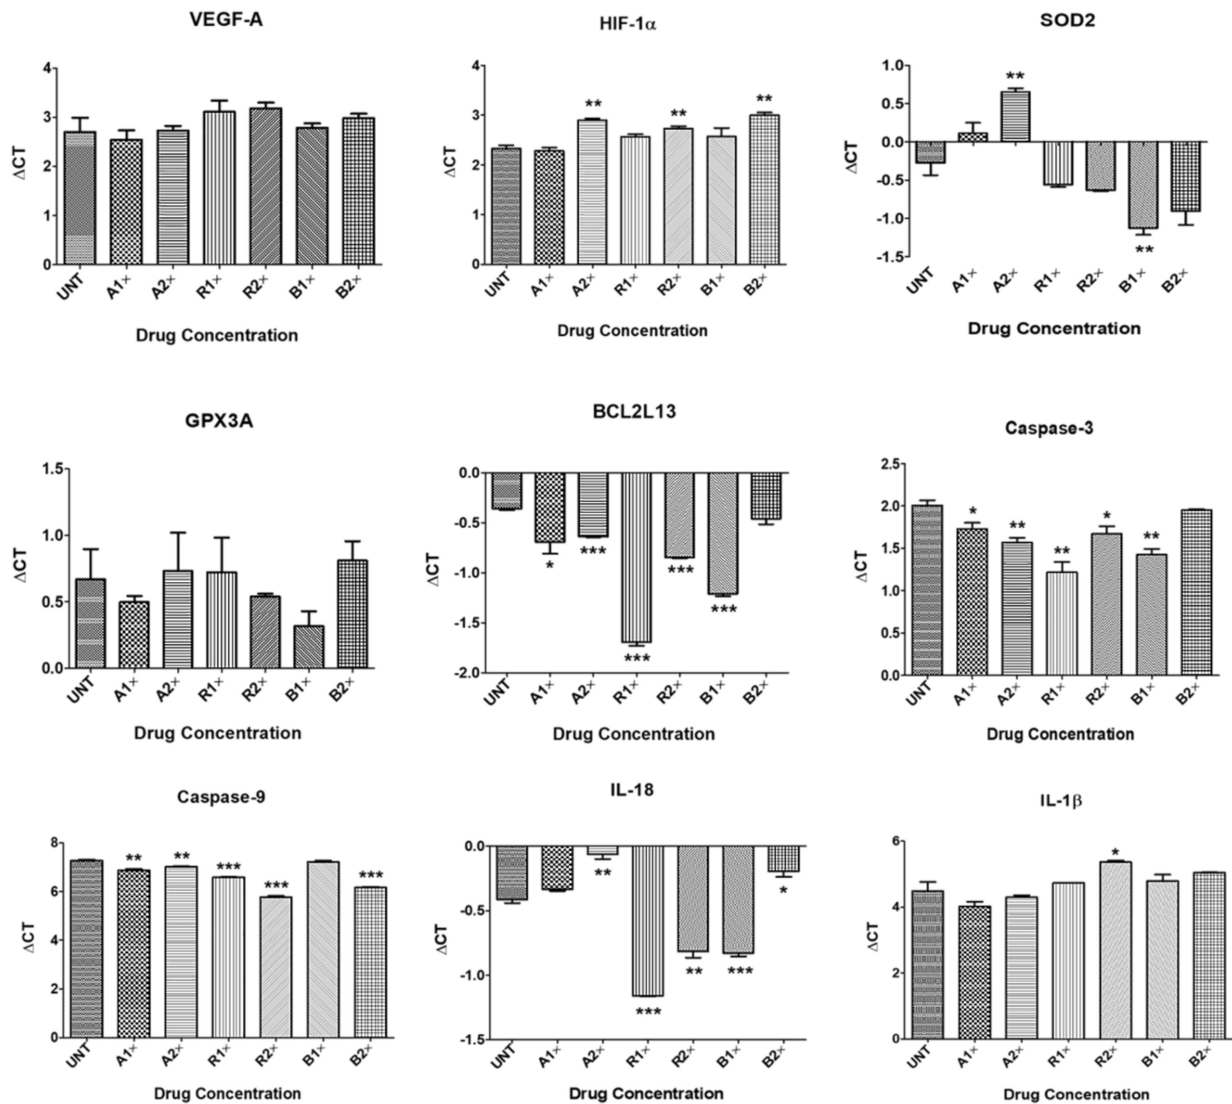 VEGF-A
4
3
2
1
0
ΔCT
UNT
A1×
A2×
R1×
R2×
B1×
B2×
Drug Concentration
HIF-1α
4
3
2
1
0
ΔCT
**
**
**
UNT
A1×
A2×
R1×
R2×
B1×
B2×
Drug Concentration
SOD2
1.0
0.5
0.0
-0.5
-1.0
-1.5
ΔCT
**
**
UNT
A1×
A2×
R1×
R2×
B1×
B2×
Drug Concentration
GPX3A
1.5
1.0
0.5
0.0
ΔCT
UNT
A1×
A2×
R1×
R2×
B1×
B2×
Drug Concentration
BCL2L13
0.0
-0.5
-1.0
-1.5
-2.0
ΔCT
*
***
***
***
***
UNT
A1×
A2×
R1×
R2×
B1×
B2×
Drug Concentration
Caspase-3
2.5
2.0
1.5
1.0
0.5
0.0
ΔCT
*
**
**
*
**
UNT
A1×
A2×
R1×
R2×
B1×
B2×
Drug Concentration
Caspase-9
8
6
4
2
0
ΔCT
**
**
***
***
***
UNT
A1×
A2×
R1×
R2×
B1×
B2×
Drug Concentration
IL-18
0.0
-0.5
-1.0
-1.5
ΔCT
**
***
**
***
*
UNT
A1×
A2×
R1×
R2×
B1×
B2×
Drug Concentration
IL-1β
6
4
2
0
ΔCT
*
UNT
A1×
A2×
R1×
R2×
B1×
B2×
Drug Concentration